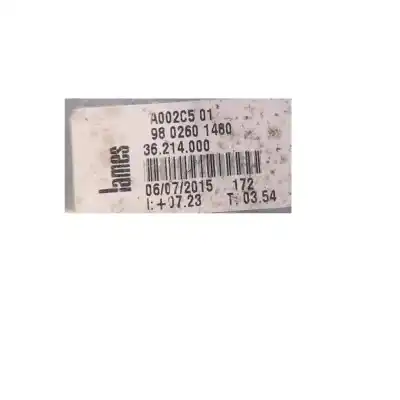 lames
A002C5 01
98 0260 1480
36.214.000
06/07/2015 172
I:+07.23 T: 03.54